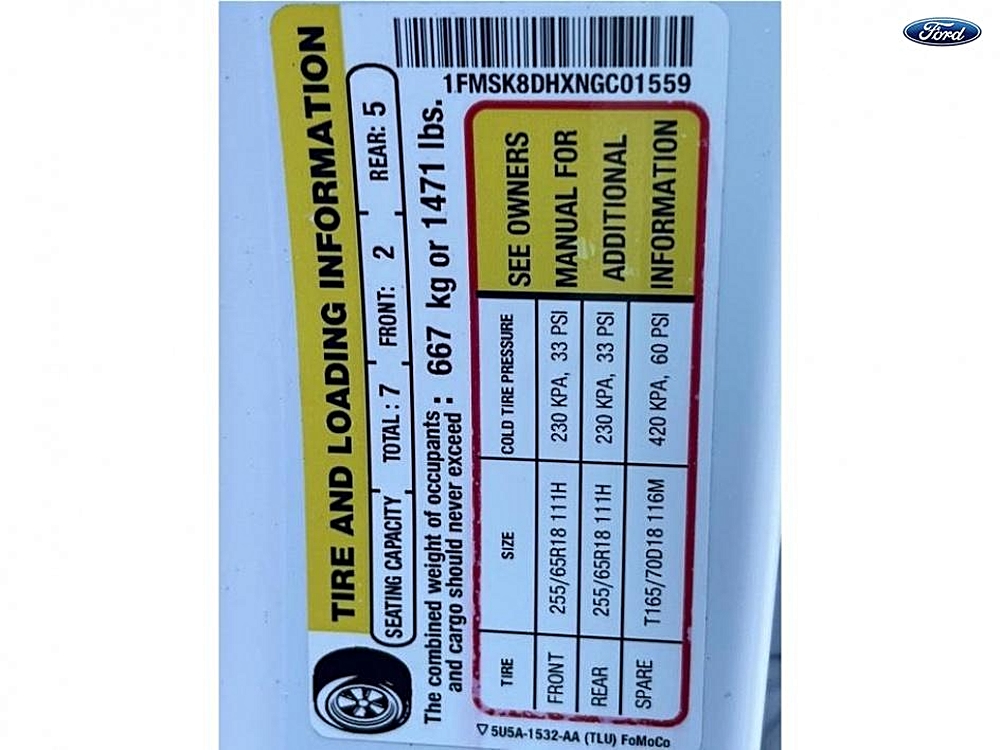 Ford
1FMSK8DHXNGC01559
TIRE AND LOADING INFORMATION
SEATING CAPACITY TOTAL: 7 FRONT: 2 REAR: 5
The combined weight of occupants
and cargo should never exceed : 667 kg or 1471 lbs.
TIRE SIZE COLD TIRE PRESSURE
FRONT 255/65R18 111H 230 KPA, 33 PSI
REAR 255/65R18 111H 230 KPA, 33 PSI
SPARE T165/70D18 116M 420 KPA, 60 PSI
SEE OWNERS
MANUAL FOR
ADDITIONAL
INFORMATION
5U5A-1532-AA (TLU) FoMoCo